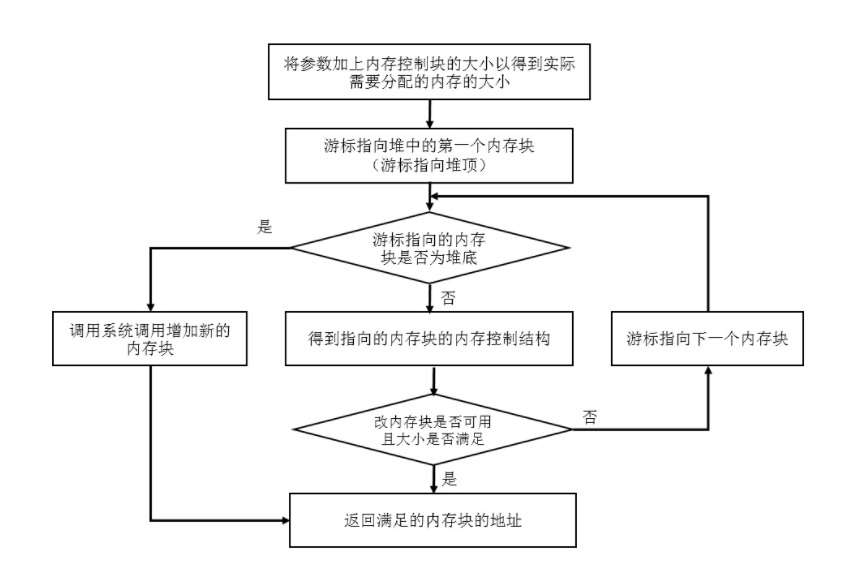 将参数加上内存控制块的大小以得到实际
需要分配的内存的大小
游标指向堆中的第一个内存块
（游标指向堆顶）
是
游标指向的内存
块是否为堆底
否
调用系统调用增加新的
内存块
得到指向的内存块的内存控制结构
游标指向下一个内存块
改内存块是否可用
且大小是否满足
否
是
返回满足的内存块的地址